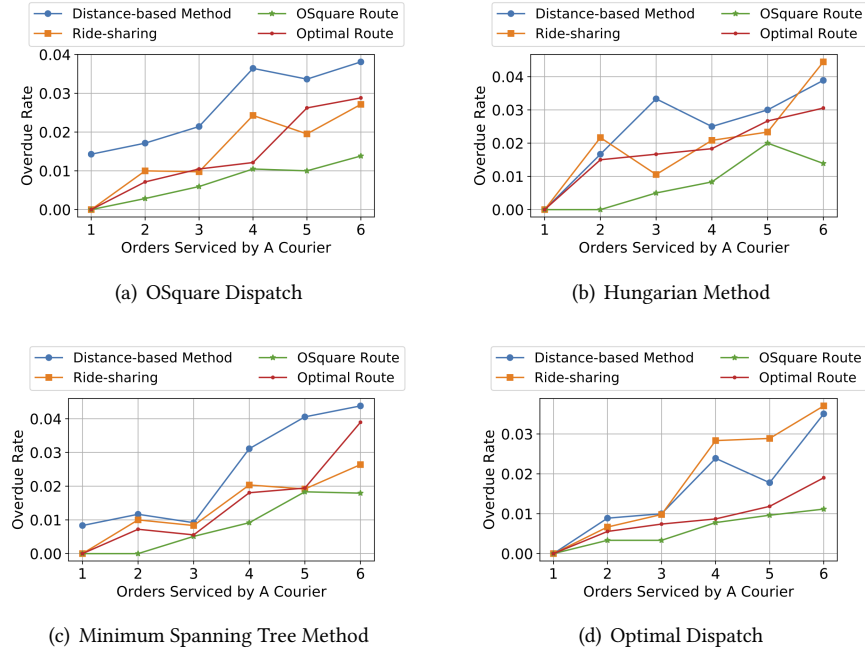 Distance-based Method OSquare Route
Ride-sharing Optimal Route
0.04
0.03
0.02
0.01
0.00
Overdue Rate
1 2 3 4 5 6
Orders Serviced by A Courier
(a) OSquare Dispatch
Distance-based Method OSquare Route
Ride-sharing Optimal Route
0.04
0.03
0.02
0.01
0.00
Overdue Rate
1 2 3 4 5 6
Orders Serviced by A Courier
(b) Hungarian Method
Distance-based Method OSquare Route
Ride-sharing Optimal Route
0.04
0.03
0.02
0.01
0.00
Overdue Rate
1 2 3 4 5 6
Orders Serviced by A Courier
(c) Minimum Spanning Tree Method
Distance-based Method OSquare Route
Ride-sharing Optimal Route
0.03
0.02
0.01
0.00
Overdue Rate
1 2 3 4 5 6
Orders Serviced by A Courier
(d) Optimal Dispatch